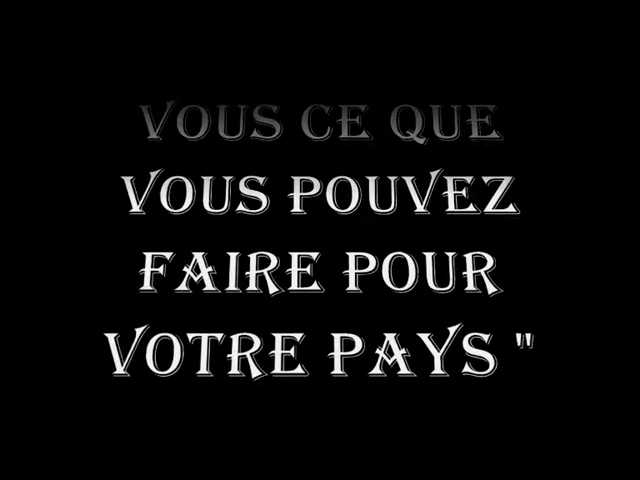 VOUS CE QUE
VOUS POUVEZ
FAIRE POUR
VOTRE PAYS "